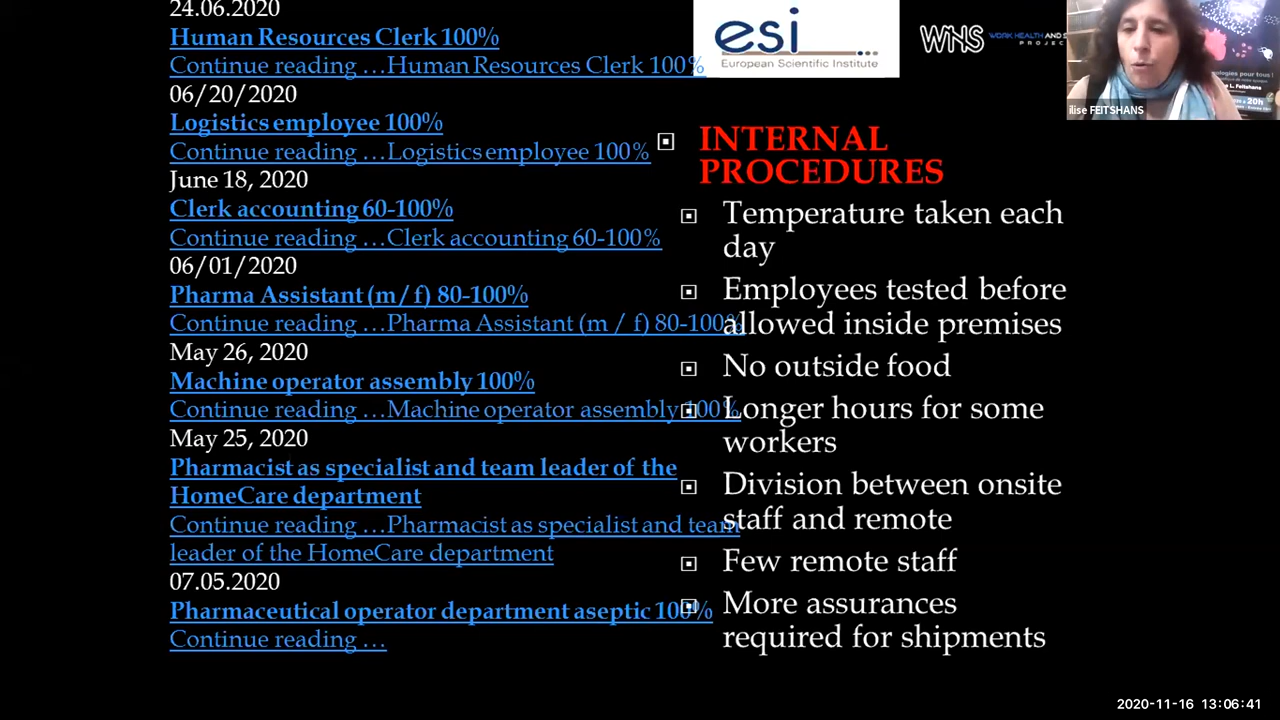 24.06.2020
Human Resources Clerk 100%
Continue reading …Human Resources Clerk 100%
06/20/2020
Logistics employee 100%
Continue reading …Logistics employee 100%
June 18, 2020
Clerk accounting 60-100%
Continue reading …Clerk accounting 60-100%
06/01/2020
Pharma Assistant (m / f) 80-100%
Continue reading …Pharma Assistant (m / f) 80-100%
May 26, 2020
Machine operator assembly 100%
Continue reading …Machine operator assembly 100%
May 25, 2020
Pharmacist as specialist and team leader of the
HomeCare department
Continue reading …Pharmacist as specialist and team
leader of the HomeCare department
07.05.2020
Pharmaceutical operator department aseptic 100%
Continue reading …
esi
European Scientific Institute
WNS WORK HEALTH AND
INTERNAL
PROCEDURES
Temperature taken each
day
Employees tested before
allowed inside premises
No outside food
Longer hours for some
workers
Division between onsite
staff and remote
Few remote staff
More assurances
required for shipments
ilise FEITSHANS
2020-11-16 13:06:41